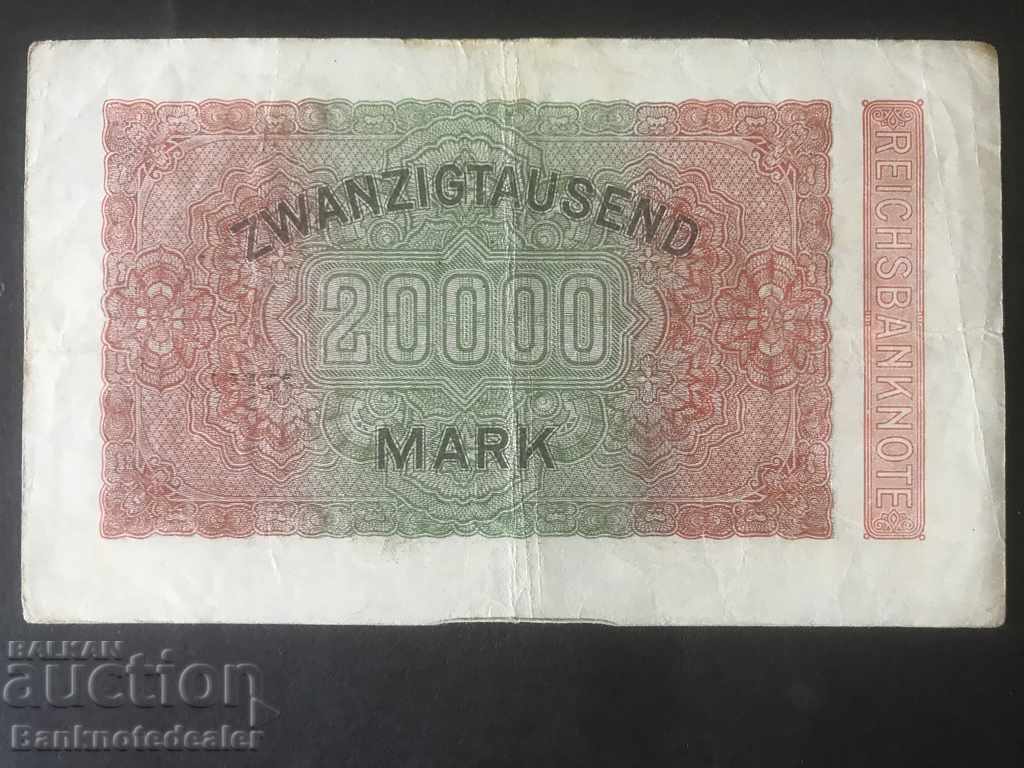 ZWANZIGTAUSEND
20000
MARK
REICHSBANKNOTE
BALKAN
auction
Banknotedealer